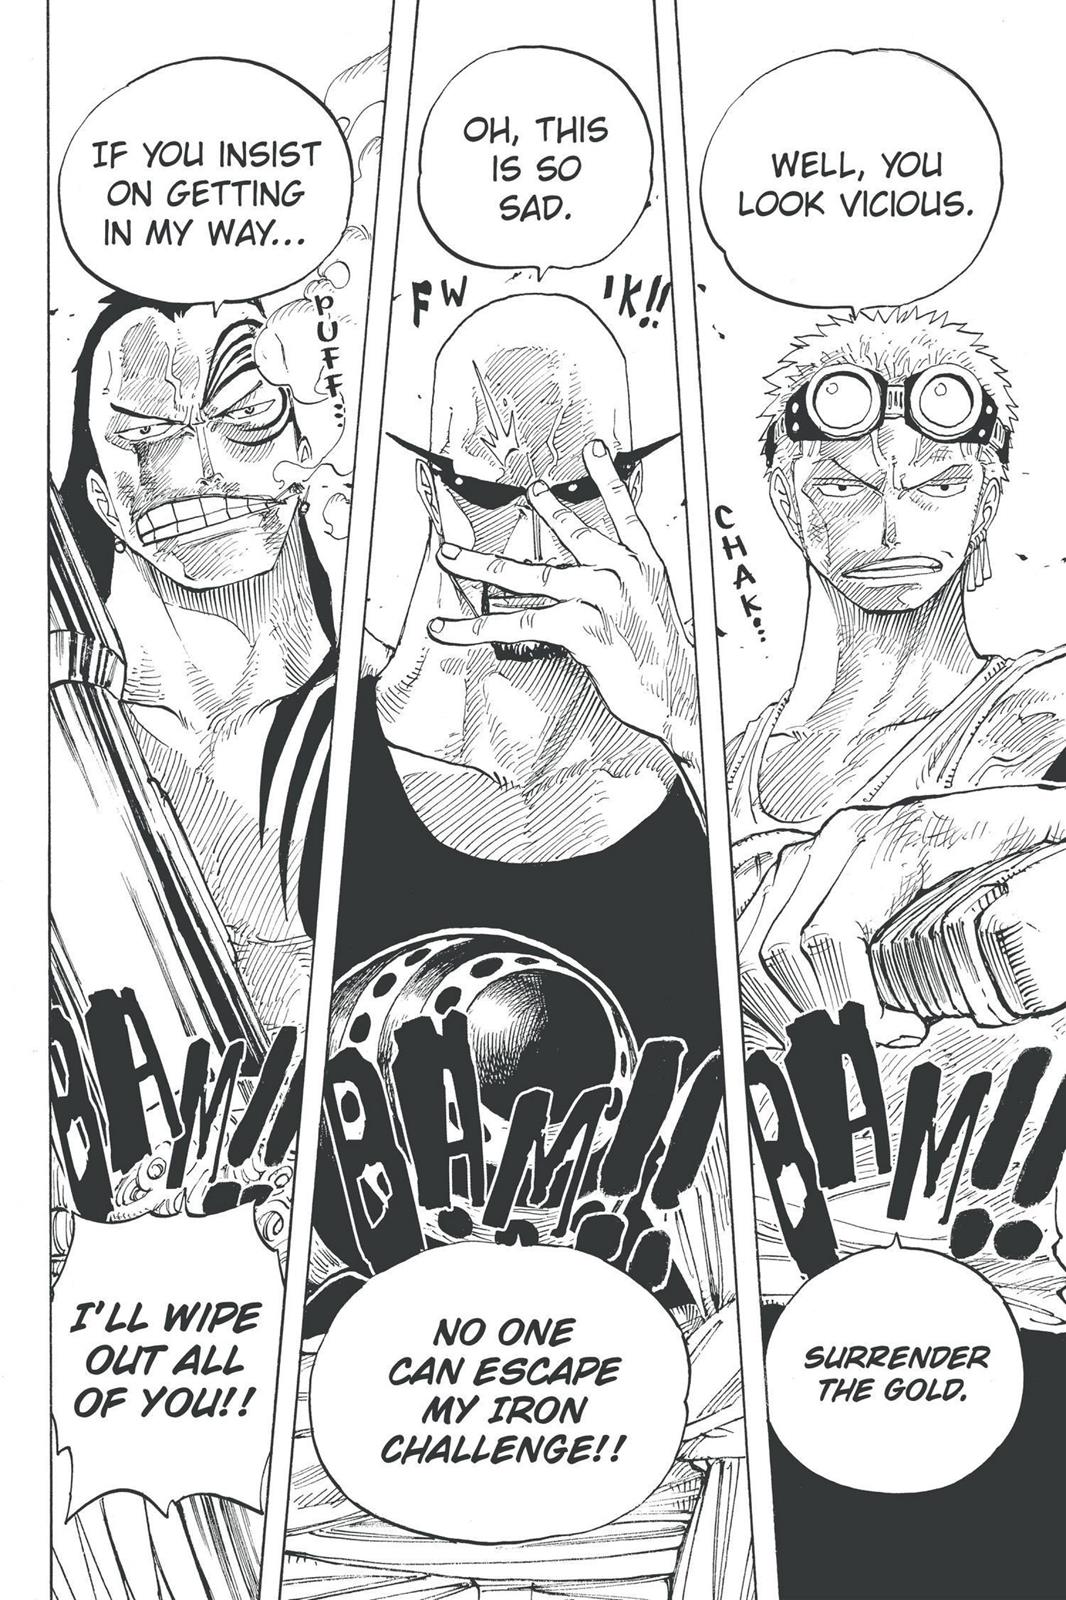 WELL, YOU
LOOK VICIOUS.
CHAK...
BAM!!
SURRENDER
THE GOLD.
OH, THIS
IS SO
SAD.
FW
IK!!
BAM!!
NO ONE
CAN ESCAPE
MY IRON
CHALLENGE!!
IF YOU INSIST
ON GETTING
IN MY WAY...
PUFF...
BAM!!
I'LL WIPE
OUT ALL
OF YOU!!